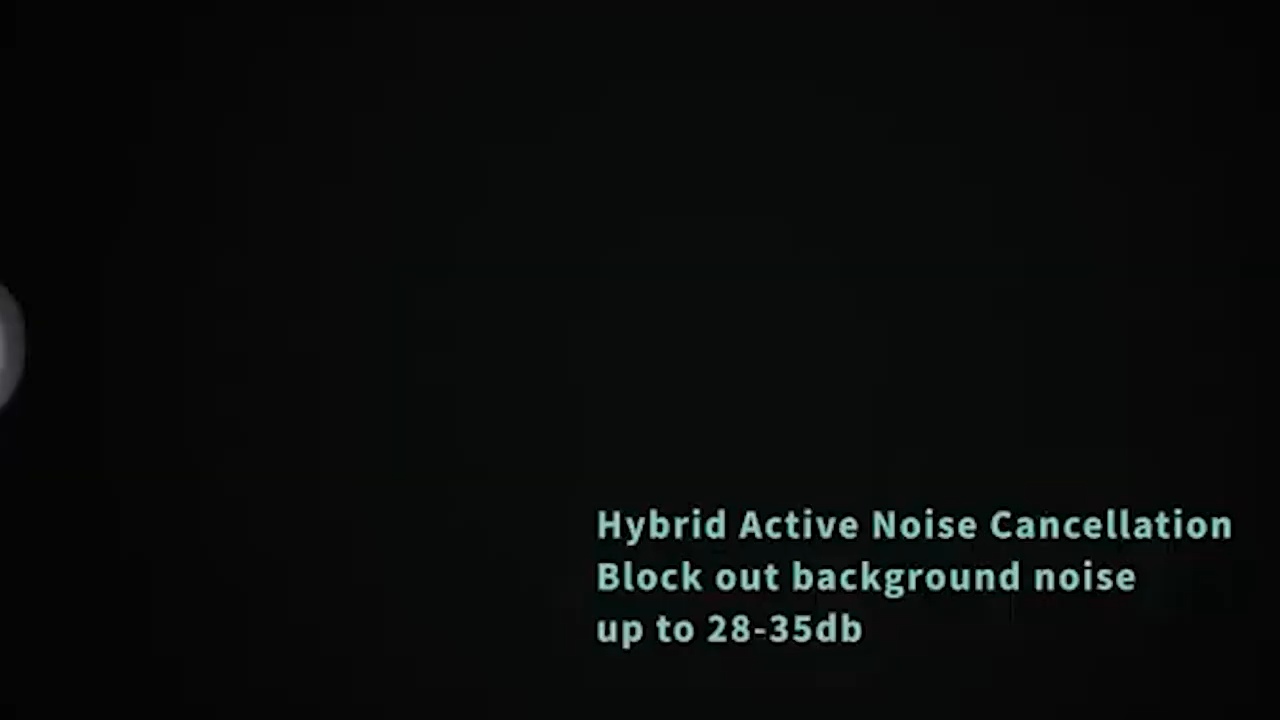 Hybrid Active Noise Cancellation
Block out background noise
up to 28-35db